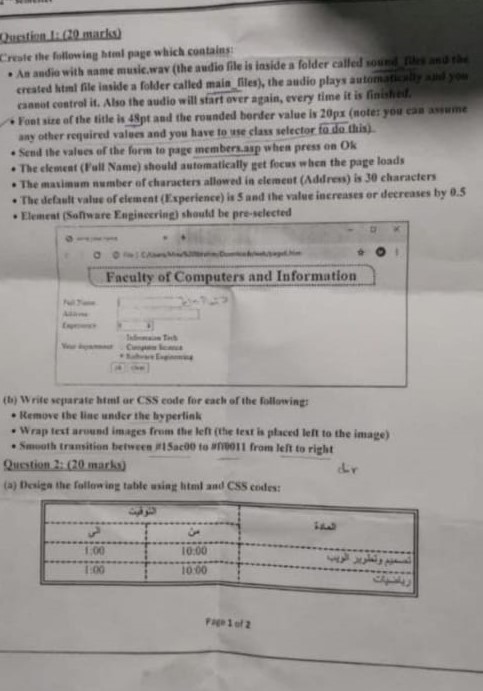 Question 1: (20 marks)
Create the following html page which contains:
• An audio with name music.wav (the audio file is inside a folder called sound_files and the
created html file inside a folder called main_files), the audio plays automatically and you
cannot control it. Also the audio will start over again, every time it is finished.
• Font size of the title is 48pt and the rounded border value is 20px (note: you can assume
any other required values and you have to use class selector to do this).
• Send the values of the form to page members.asp when press on Ok
• The element (Full Name) should automatically get focus when the page loads
• The maximum number of characters allowed in element (Address) is 30 characters
• The default value of element (Experience) is 5 and the value increases or decreases by 0.5
• Element (Software Engineering) should be pre-selected
Faculty of Computers and Information
Full Name
Address
Experience
Information Tech
Your department Computer Science
Software Engineering
Ok Clear
(b) Write separate html or CSS code for each of the following:
• Remove the line under the hyperlink
• Wrap text around images from the left (the text is placed left to the image)
• Smooth transition between #15ac00 to #ff0011 from left to right
Question 2: (20 marks)
(a) Design the following table using html and CSS codes:
المادة التوقيت
من الى
تصميم وتطوير الويب 10:00 1:00
رياضيات 10:00 1:00
Page 1 of 2